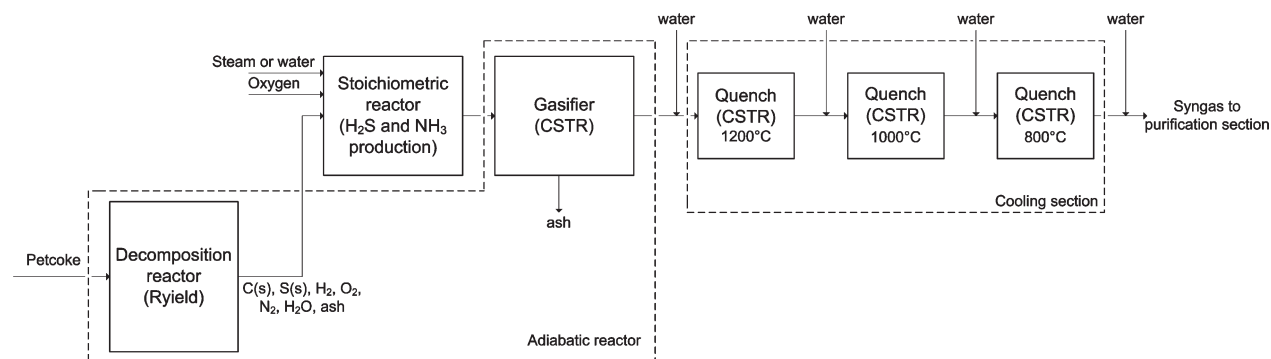 water
water
water
water
Steam or water
Oxygen
Stoichiometric
reactor
(H₂S and NH₃
production)
Gasifier
(CSTR)
Quench
(CSTR)
1200°C
Quench
(CSTR)
1000°C
Quench
(CSTR)
800°C
Syngas to
purification section
Cooling section
ash
Petcoke
Decomposition
reactor
(Ryield)
C(s), S(s), H₂, O₂,
N₂, H₂O, ash
Adiabatic reactor